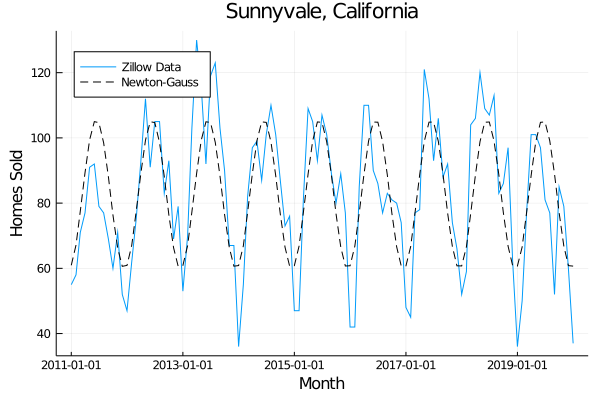 Sunnyvale, California
Zillow Data
Newton-Gauss
120
100
80
60
40
Homes Sold
2011-01-01 2013-01-01 2015-01-01 2017-01-01 2019-01-01
Month